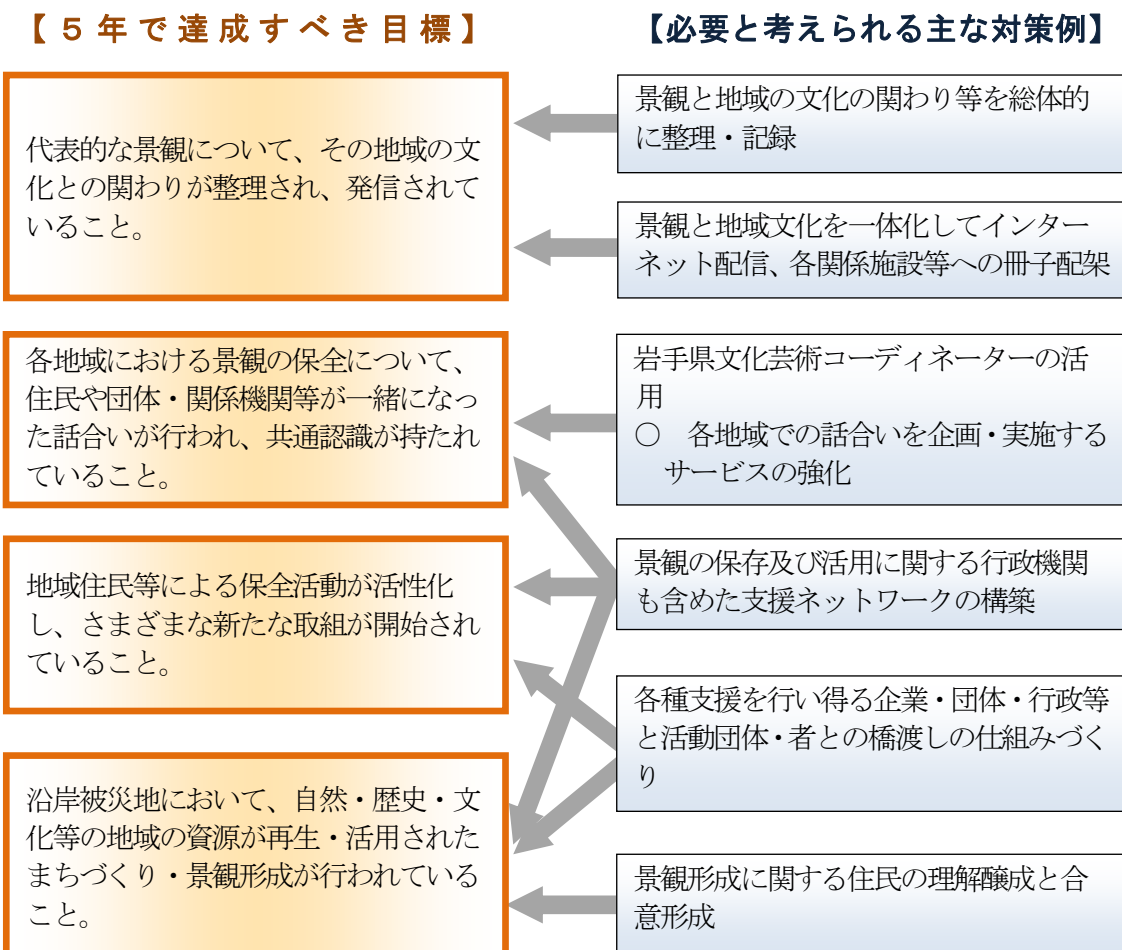 【５年で達成すべき目標】
【必要と考えられる主な対策例】
代表的な景観について、その地域の文
化との関わりが整理され、発信されて
いること。
景観と地域の文化の関わり等を総体的
に整理・記録
景観と地域文化を一体化してインター
ネット配信、各関係施設等への冊子配架
各地域における景観の保全について、
住民や団体・関係機関等が一緒になっ
た話合いが行われ、共通認識が持たれ
ていること。
岩手県文化芸術コーディネーターの活
用
○　各地域での話合いを企画・実施する
サービスの強化
地域住民等による保全活動が活性化
し、さまざまな新たな取組が開始され
ていること。
景観の保存及び活用に関する行政機関
も含めた支援ネットワークの構築
各種支援を行い得る企業・団体・行政等
と活動団体・者との橋渡しの仕組みづく
り
沿岸被災地において、自然・歴史・文
化等の地域の資源が再生・活用された
まちづくり・景観形成が行われている
こと。
景観形成に関する住民の理解醸成と合
意形成